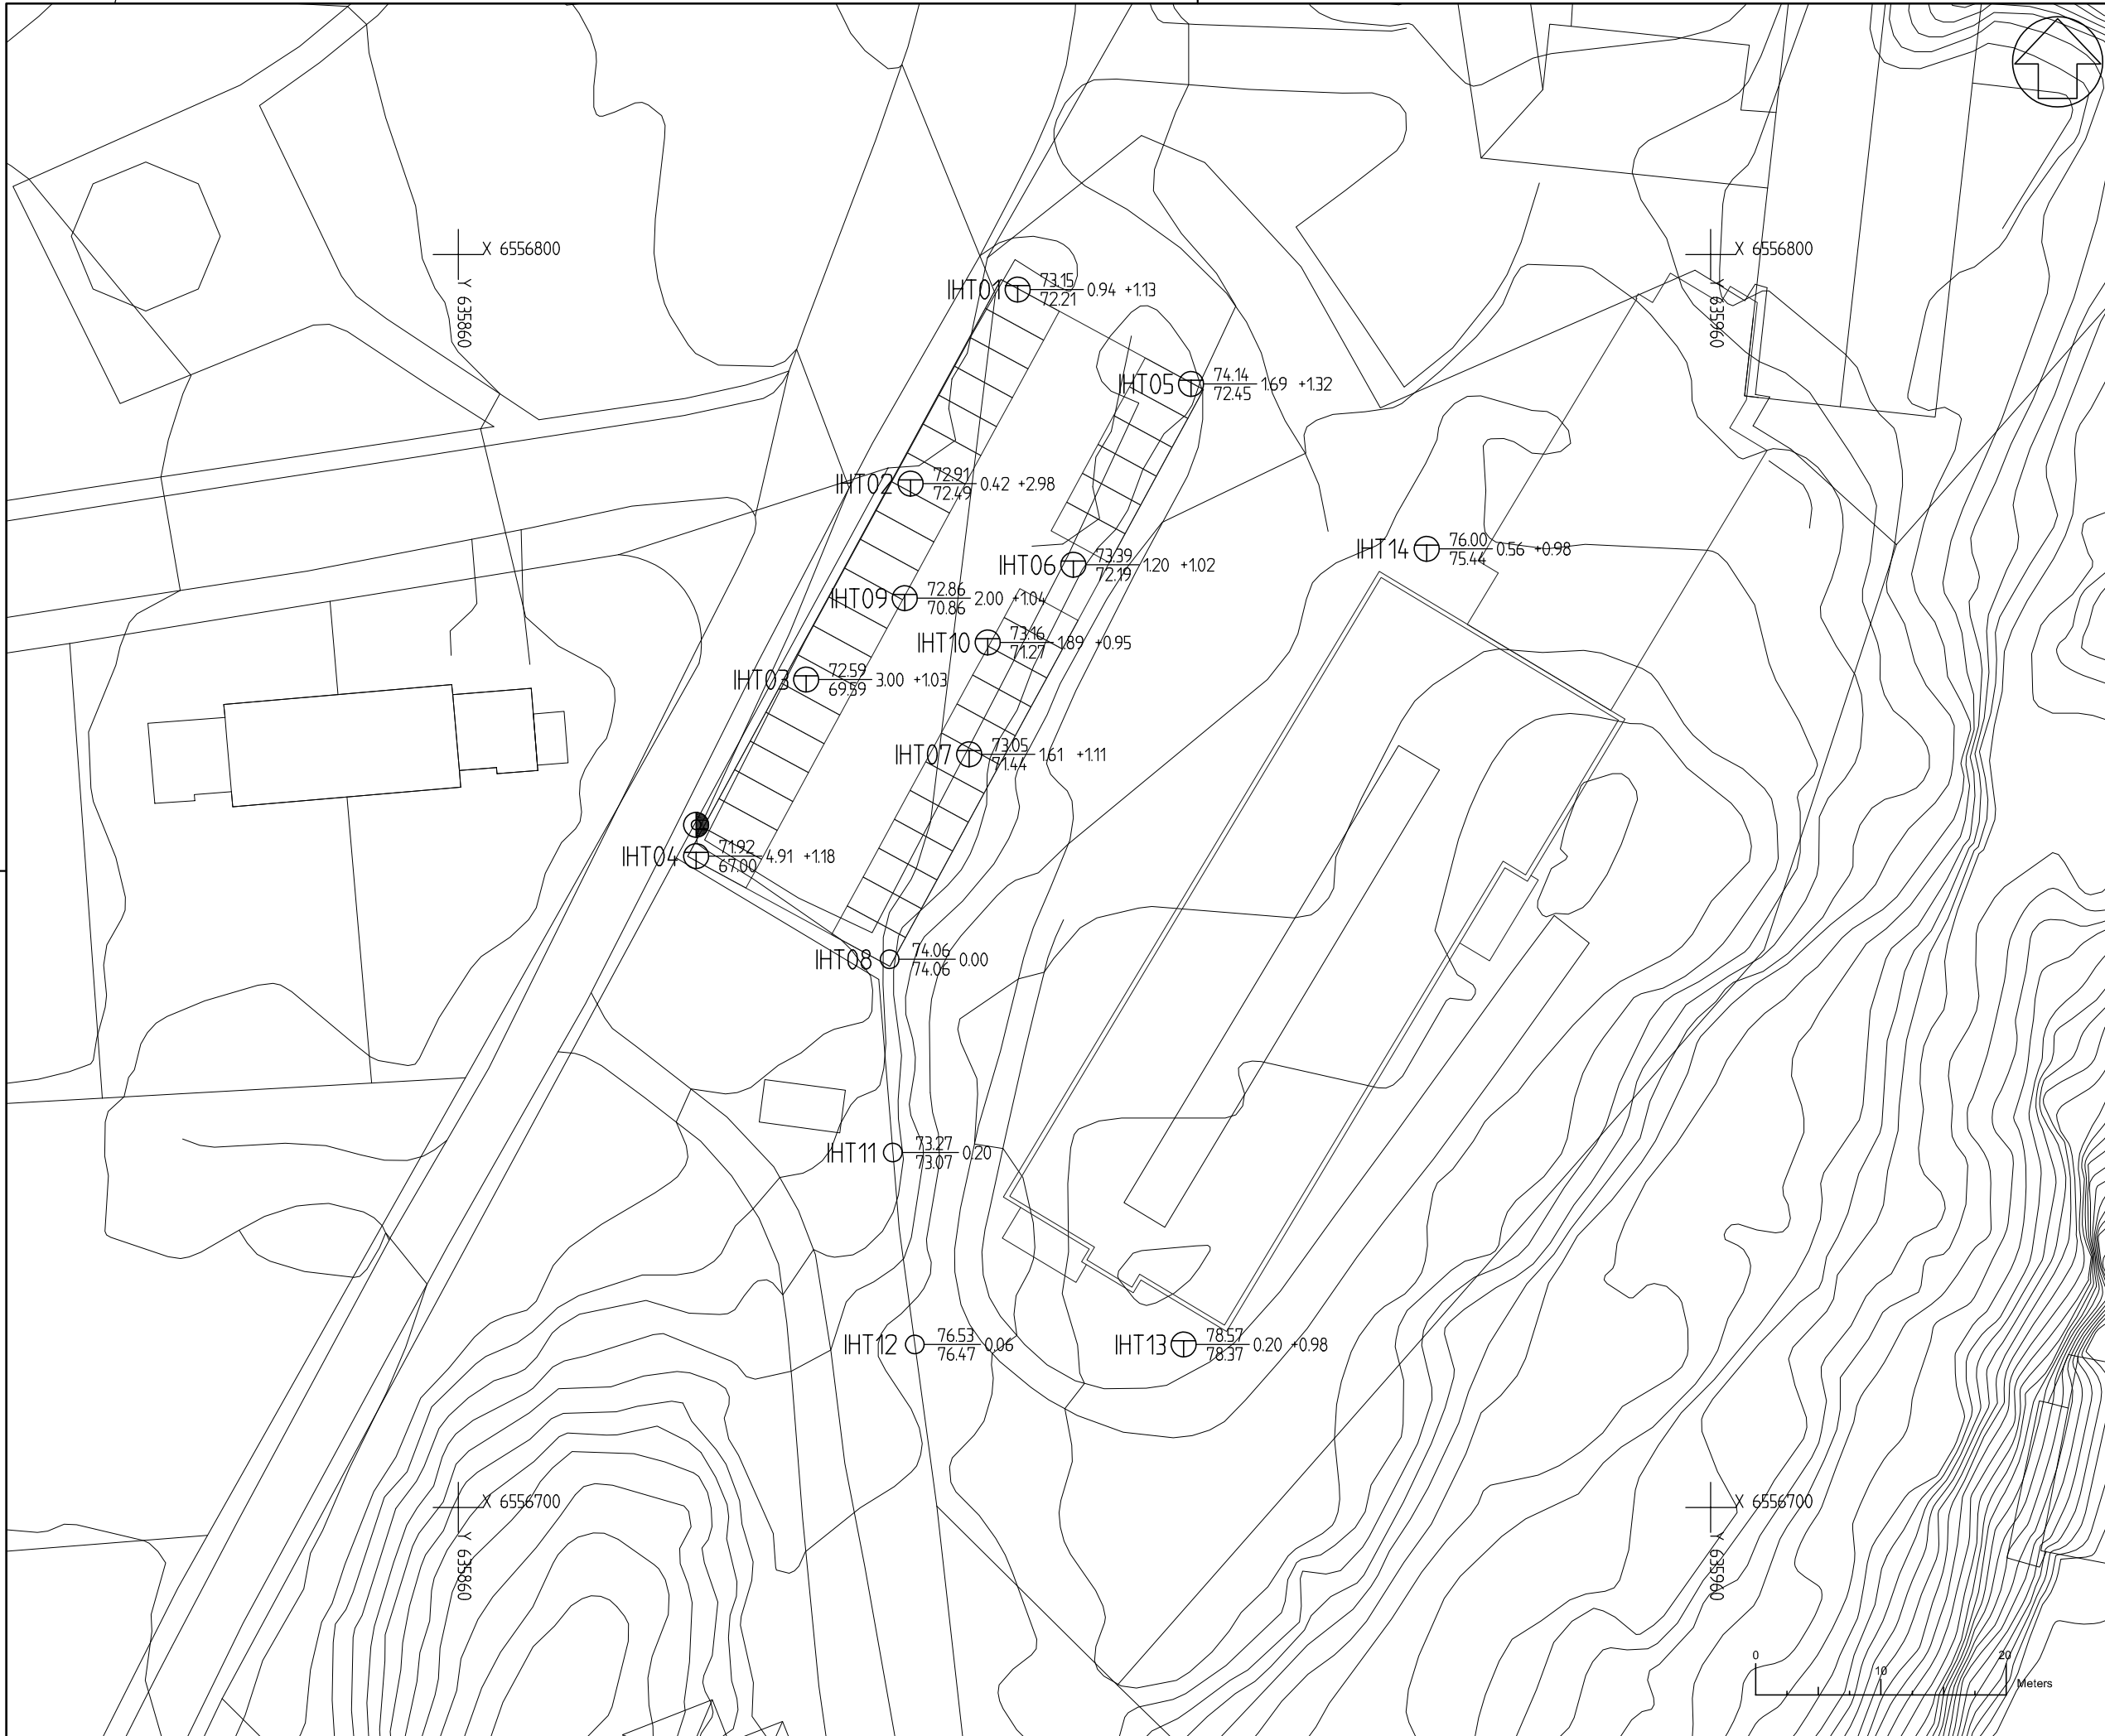 X 6556800
Y 635860
X 6556800
Y 635960
IHT01 73.15 0.94 +1.13
72.21
IHT05 74.14 1.69 +1.32
72.45
IHT02 72.91 0.42 +2.98
72.49
IHT14 76.00 0.56 +0.98
75.44
IHT06 73.39 1.20 +1.02
72.19
IHT09 72.86 2.00 +1.04
70.86
IHT10 73.16 1.89 +0.95
71.27
IHT03 72.59 3.00 +1.03
69.59
IHT07 73.05 1.61 +1.11
71.44
IHT04 71.92 4.91 +1.18
67.00
IHT08 74.06 0.00
74.06
IHT11 73.27 0.20
73.07
IHT12 76.53 0.06
76.47
IHT13 78.57 0.20 +0.98
78.37
X 6556700
Y 635860
X 6556700
Y 635960
0 10 20
Meters